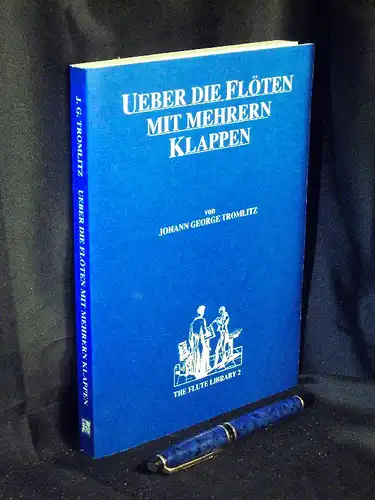 J. G. TROMLITZ UEBER DIE FLÖTEN MIT MEHRERN KLAPPEN
UEBER DIE FLÖTEN
MIT MEHRERN
KLAPPEN
von
JOHANN GEORGE TROMLITZ
THE FLUTE LIBRARY 2